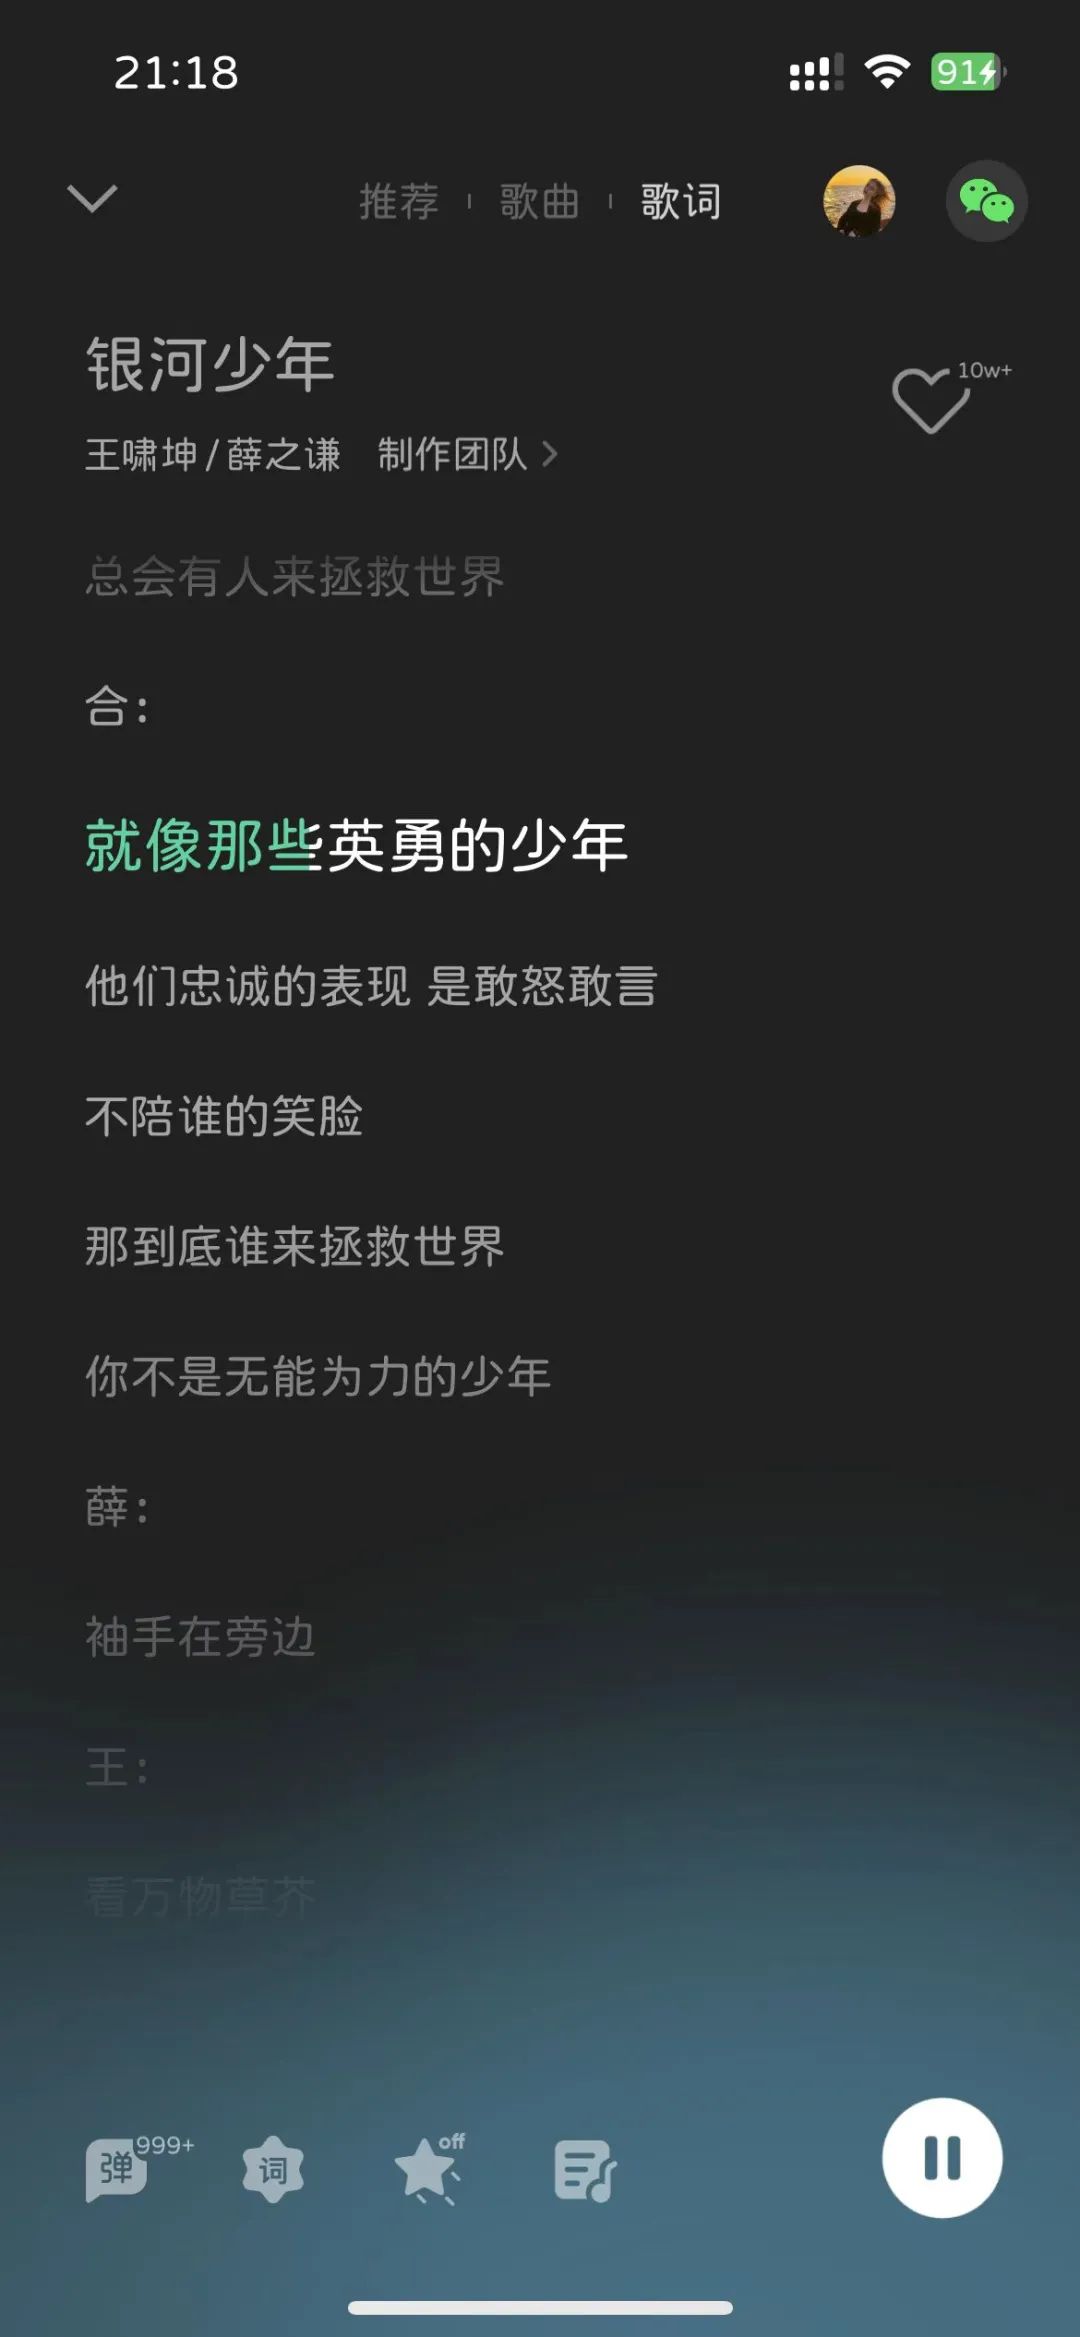 21:18
91
推荐 歌曲 歌词
银河少年
10w+
王啸坤/薛之谦 制作团队
总会有人来拯救世界
合：
就像那些英勇的少年
他们忠诚的表现 是敢怒敢言
不陪谁的笑脸
那到底谁来拯救世界
你不是无能为力的少年
薛：
袖手在旁边
王：
看万物草芥
弹 999+ 词 off